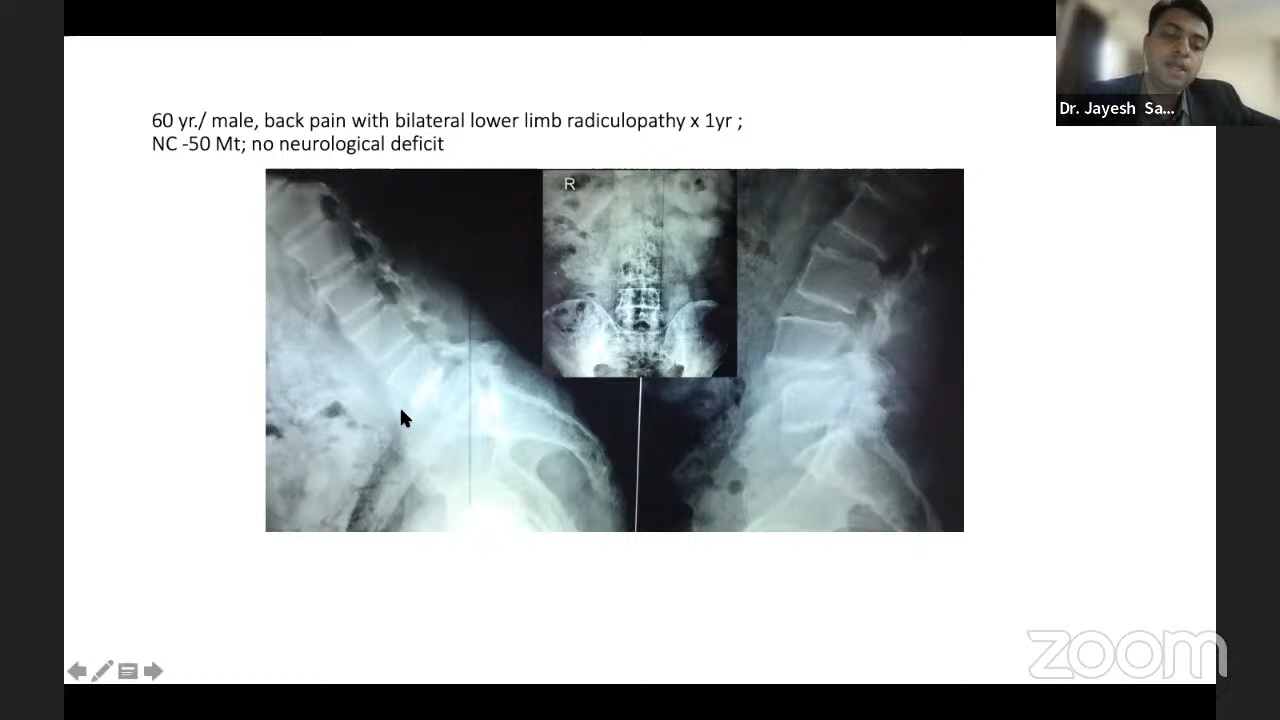 Dr. Jayesh Sa...
60 yr./ male, back pain with bilateral lower limb radiculopathy x 1yr ;
NC -50 Mt; no neurological deficit
R
zoom